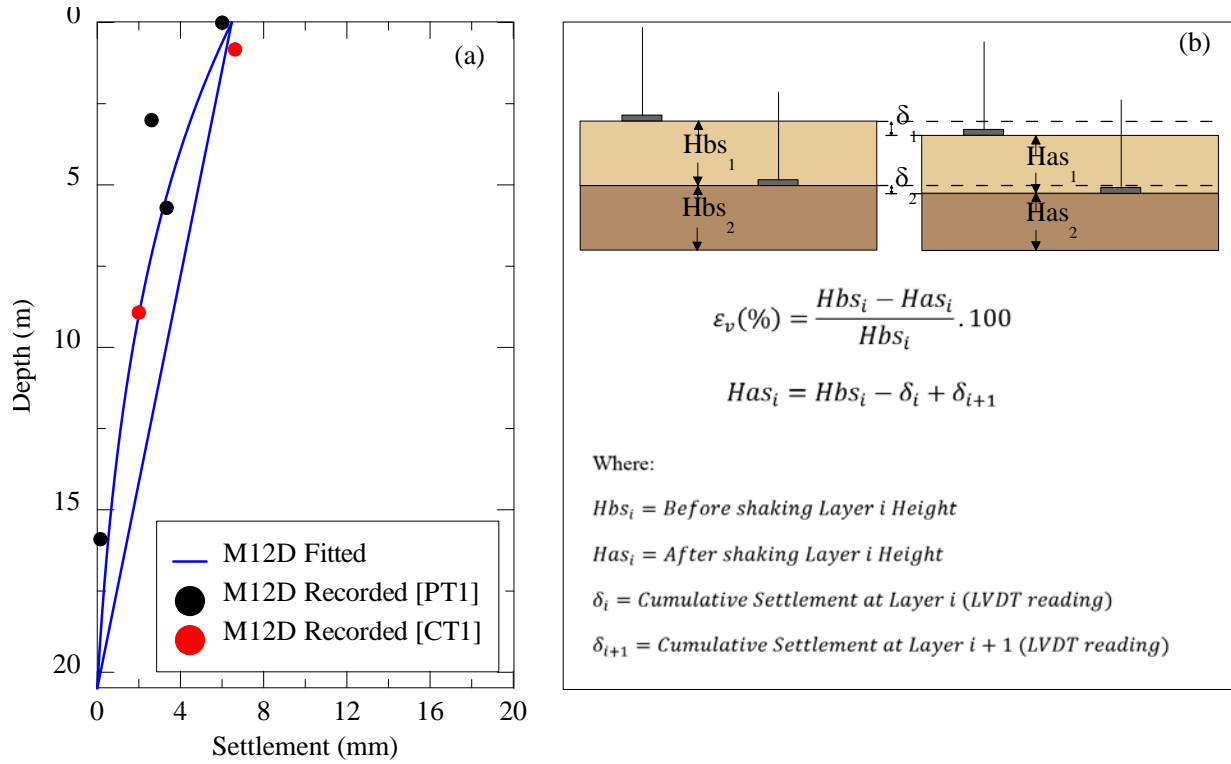 (a)
0
5
10
15
20
Depth (m)
0 4 8 12 16 20
Settlement (mm)
M12D Fitted
M12D Recorded [PT1]
M12D Recorded [CT1]
(b)
Hbs1
Hbs2
δ1
δ2
Has1
Has2
εv(%) = (Hbsi − Hasi) / Hbsi . 100
Hasi = Hbsi − δi + δi+1
Where:
Hbsi = Before shaking Layer i Height
Hasi = After shaking Layer i Height
δi = Cumulative Settlement at Layer i (LVDT reading)
δi+1 = Cumulative Settlement at Layer i + 1 (LVDT reading)